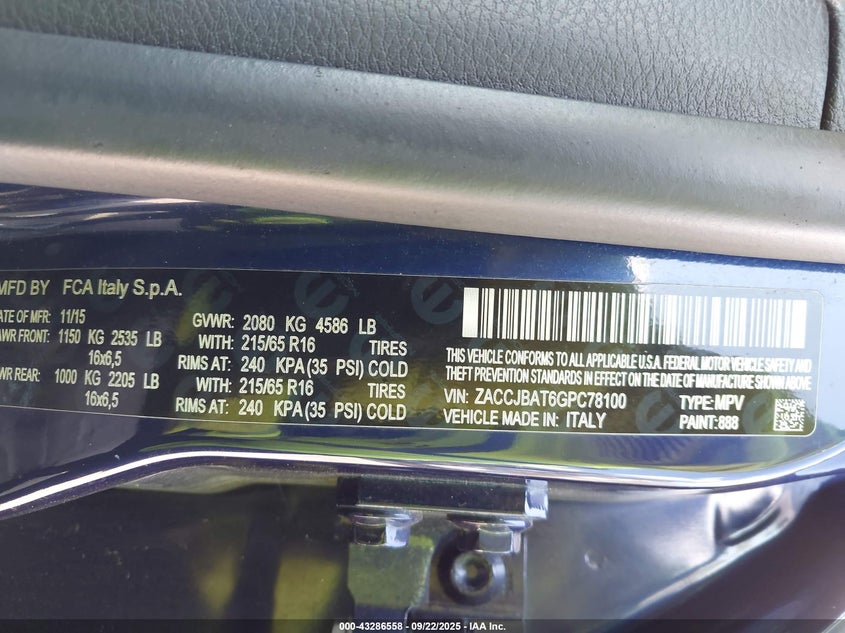 MFD BY FCA Italy S.p.A.
DATE OF MFR: 11/15
AWR FRONT: 1150 KG 2535 LB
16x6,5
WR REAR: 1000 KG 2205 LB
16x6,5
GVWR: 2080 KG 4586 LB
WITH: 215/65 R16 TIRES
RIMS AT: 240 KPA(35 PSI) COLD
WITH: 215/65 R16 TIRES
RIMS AT: 240 KPA(35 PSI) COLD
THIS VEHICLE CONFORMS TO ALL APPLICABLE U.S.A. FEDERAL MOTOR VEHICLE SAFETY AND
THEFT PREVENTION STANDARDS IN EFFECT ON THE DATE OF MANUFACTURE SHOWN ABOVE.
VIN: ZACCJBAT6GPC78100 TYPE: MPV
VEHICLE MADE IN: ITALY PAINT: 888
000-43286558 - 09/22/2025 - IAA Inc.